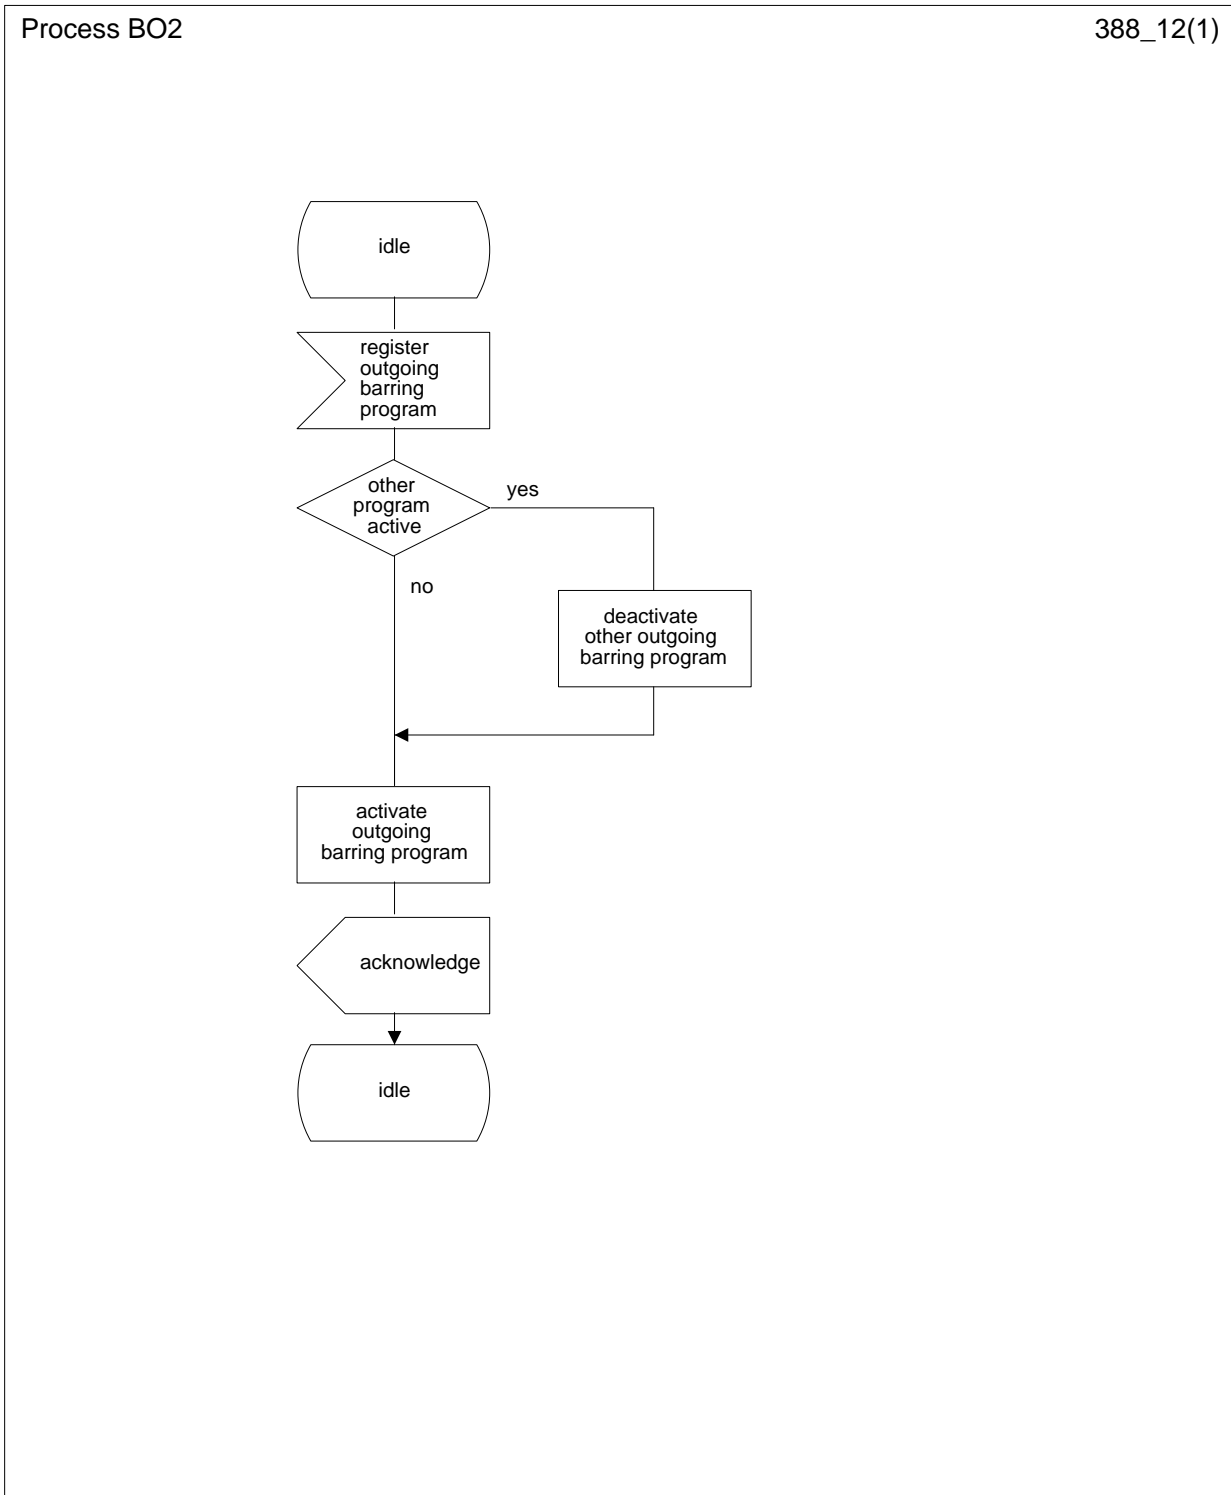 Process BO2
388_12(1)
idle
register
outgoing
barring
program
other
program
active
yes
no
deactivate
other outgoing
barring program
activate
outgoing
barring program
acknowledge
idle